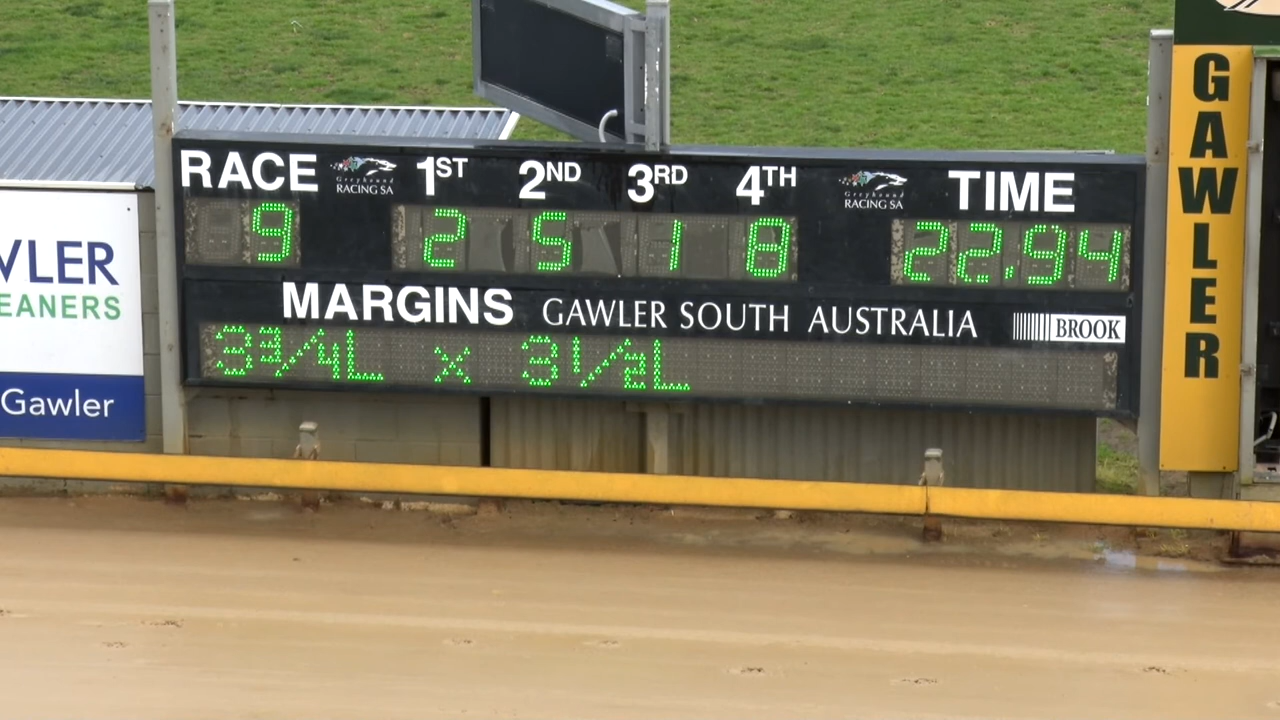 RACE Greyhound RACING SA 1ST 2ND 3RD 4TH Greyhound RACING SA TIME
9 2 5 1 8 22.94
MARGINS GAWLER SOUTH AUSTRALIA BROOK
3 3/4L x 3 1/2L
GAWLER
VLER
EANERS
Gawler